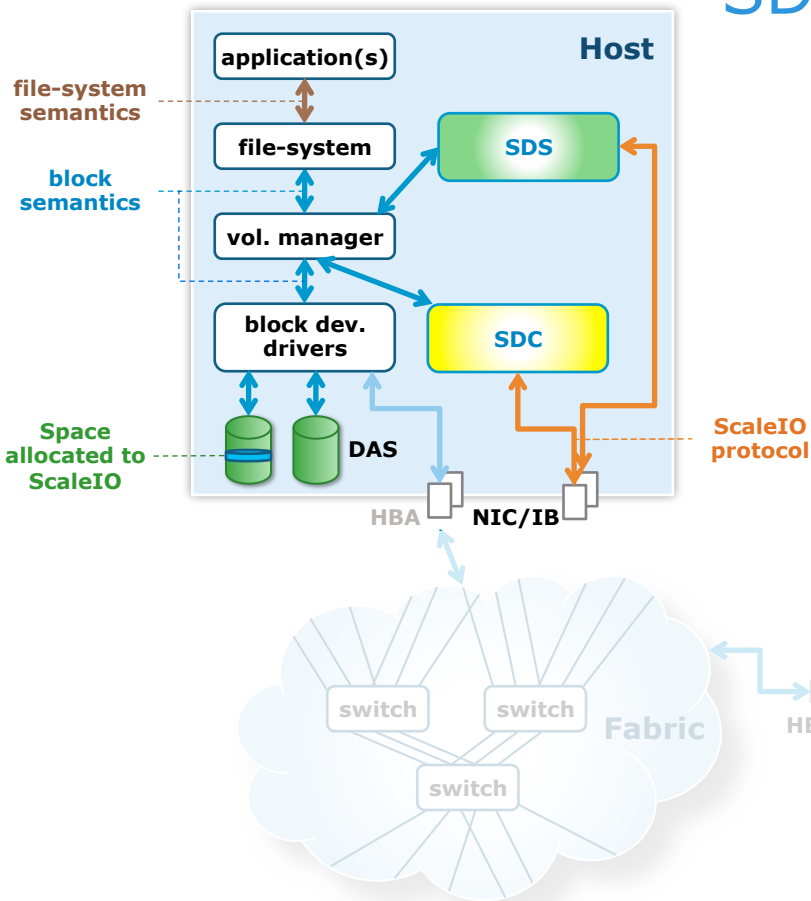 SD
Host
application(s)
file-system
semantics
file-system
SDS
block
semantics
vol. manager
block dev.
drivers
SDC
Space
allocated to
ScaleIO
DAS
ScaleIO
protocol
HBA
NIC/IB
switch
switch
Fabric
switch